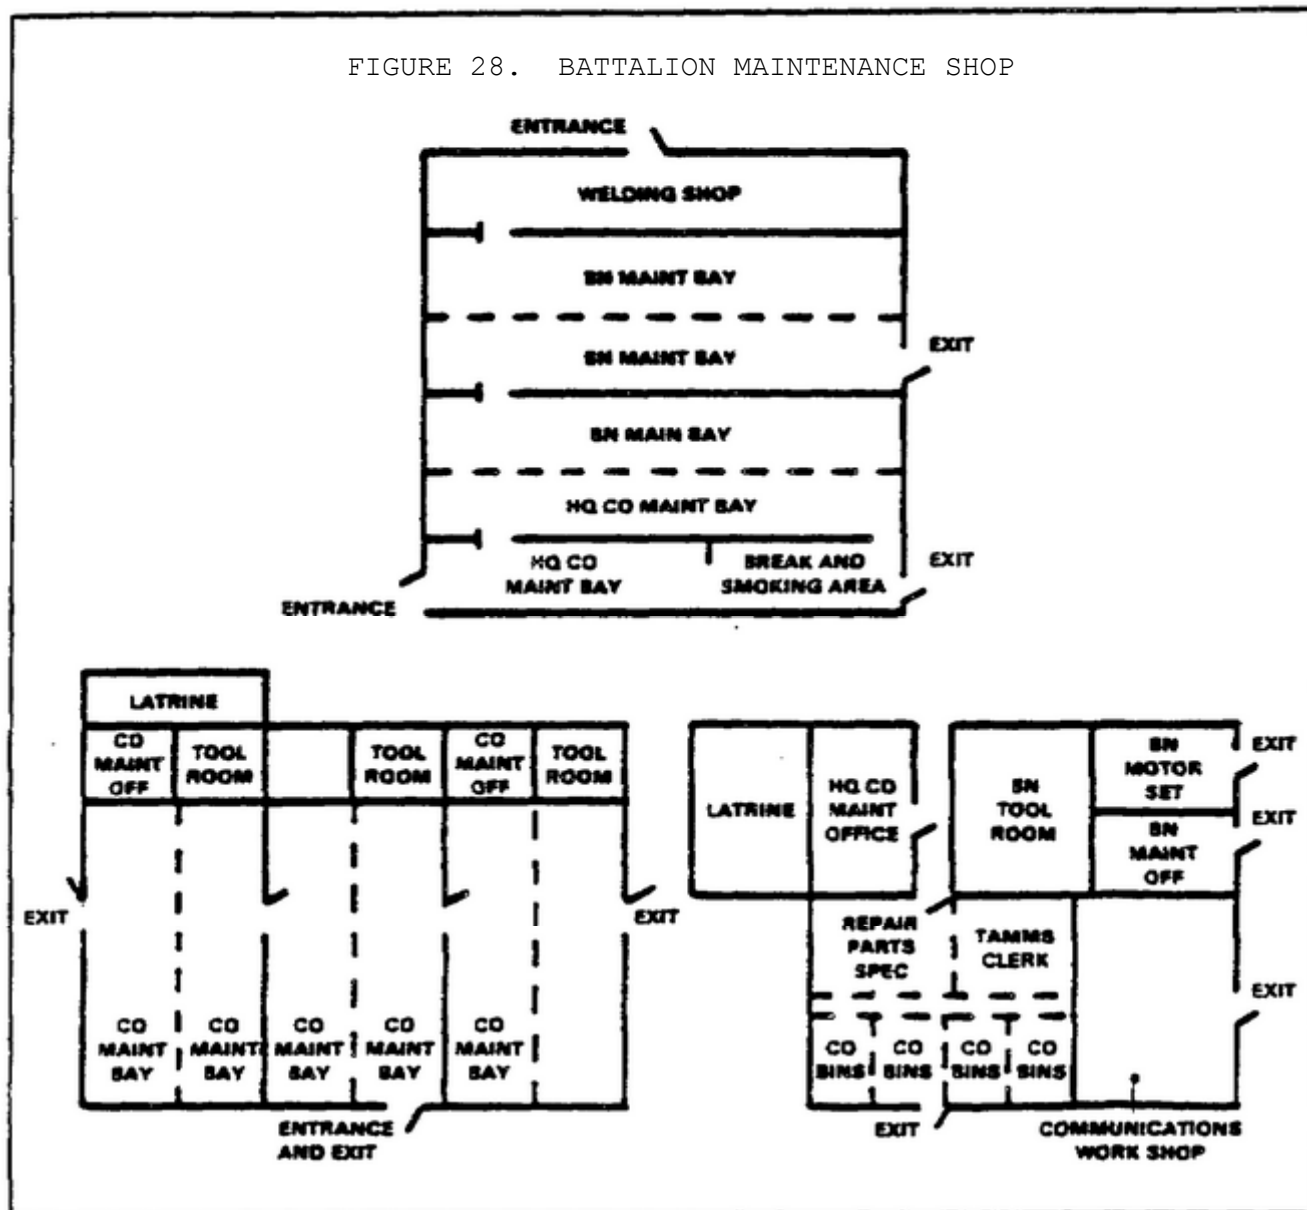 FIGURE 28. BATTALION MAINTENANCE SHOP
ENTRANCE
WELDING SHOP
BN MAINT BAY
BN MAINT BAY
EXIT
BN MAIN BAY
HQ CO MAINT BAY
HQ CO
MAINT BAY
BREAK AND
SMOKING AREA
EXIT
ENTRANCE
LATRINE
CO
MAINT
OFF
TOOL
ROOM
TOOL
ROOM
CO
MAINT
OFF
TOOL
ROOM
EXIT
EXIT
CO
MAINT
BAY
CO
MAINT
BAY
CO
MAINT
BAY
CO
MAINT
BAY
CO
MAINT
BAY
ENTRANCE
AND EXIT
LATRINE
HQ CO
MAINT
OFFICE
BN
TOOL
ROOM
BN
MOTOR
SET
EXIT
BN
MAINT
OFF
EXIT
REPAIR
PARTS
SPEC
TAMMS
CLERK
EXIT
CO
BINS
CO
BINS
CO
BINS
CO
BINS
EXIT
COMMUNICATIONS
WORK SHOP